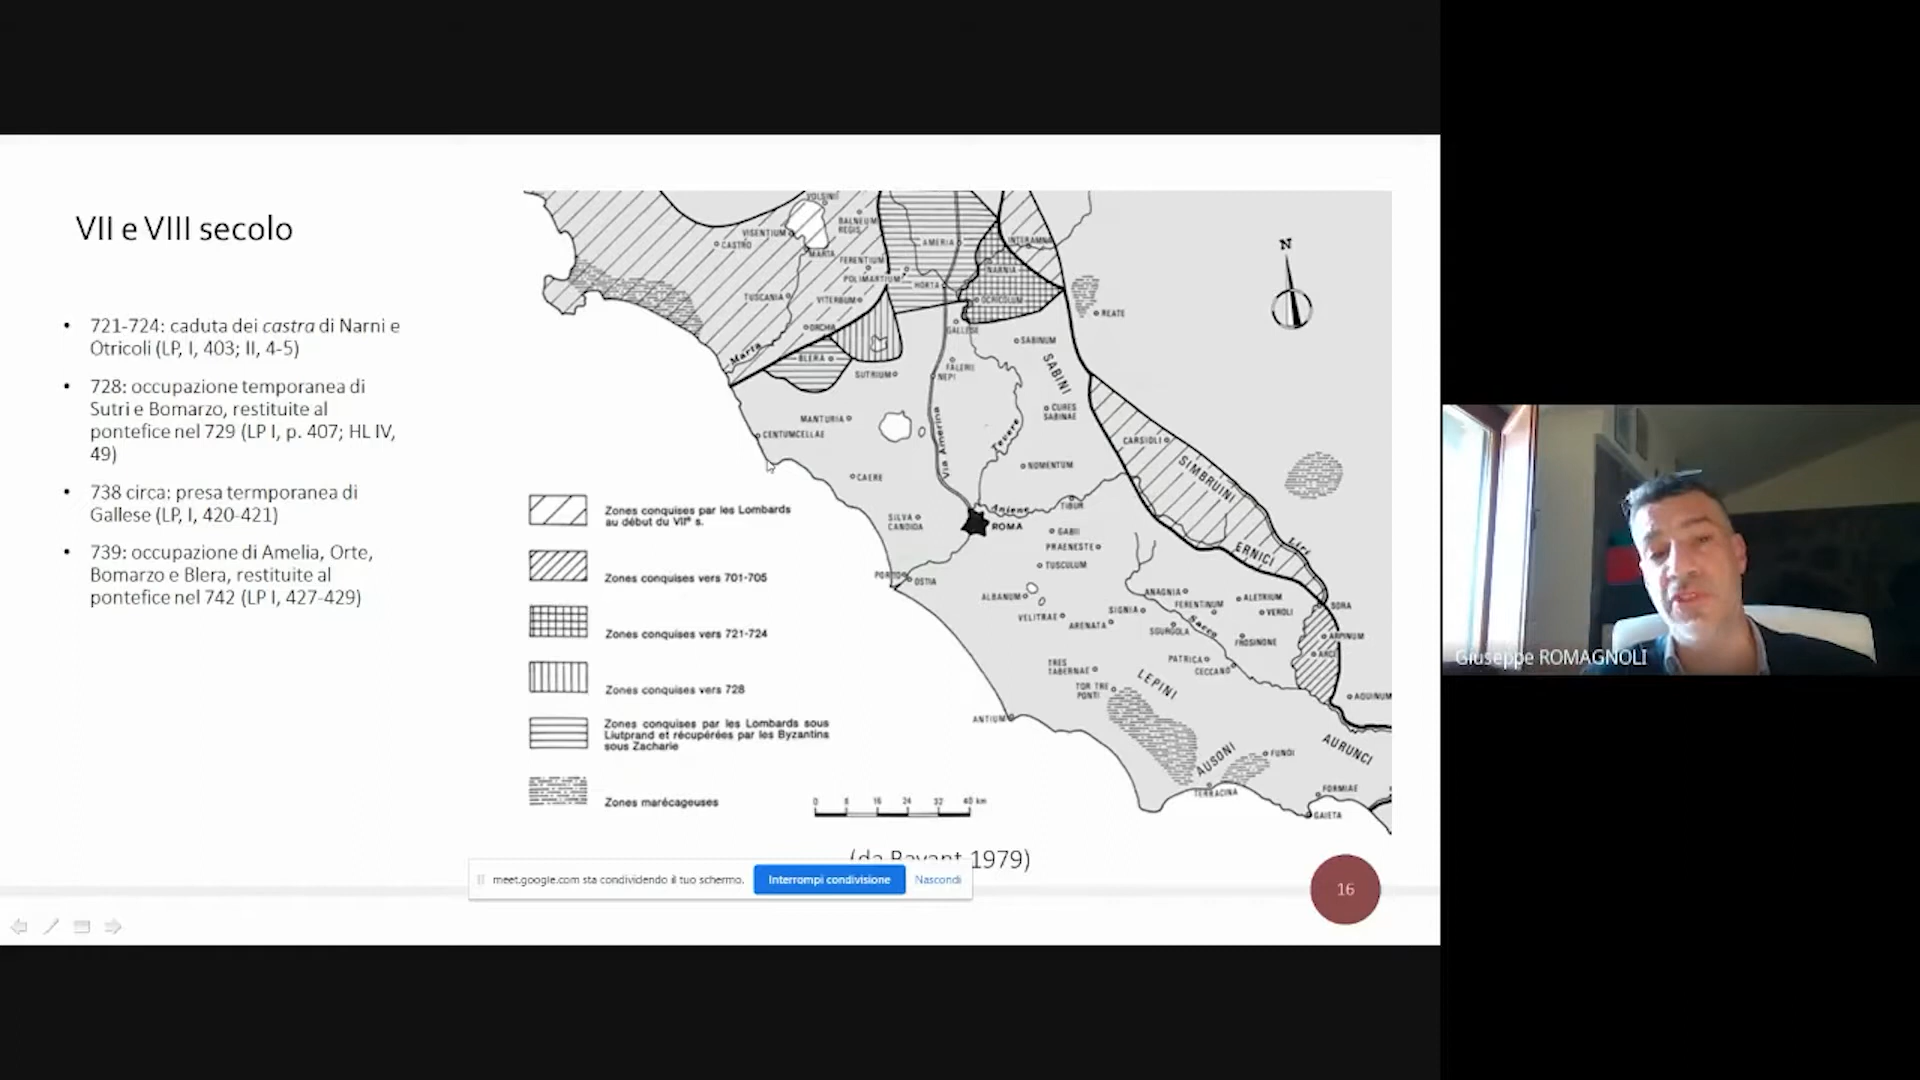 VII e VIII secolo
• 721-724: caduta dei castra di Narni e
Otricoli (LP, I, 403; II, 4-5)
• 728: occupazione temporanea di
Sutri e Bomarzo, restituite al
pontefice nel 729 (LP I, p. 407; HL IV,
49)
• 738 circa: presa termporanea di
Gallese (LP, I, 420-421)
• 739: occupazione di Amelia, Orte,
Bomarzo e Blera, restituite al
pontefice nel 742 (LP I, 427-429)
VOLSINII
BALNEUM
REGIS
VISENTIUM
CASTRO
MARTA
FERENTIUM
POLIMARTIUM
AMERIA
INTERAMNA
NARNIA
HORTA
OCRICOLUM
TUSCANIA
VITERBUM
ORCHIA
GALLESE
REATE
N
Marta
BLERA
SUTRIUM
FALERII
NEPI
SABINUM
SABINI
MANTURIA
CENTUMCELLAE
Via Amerina
Tevere
CURES
SABINAE
CARSIOLI
SIMBRUINI
CAERE
NOMENTUM
SILVA
CANDIDA
ROMA
Aniene
TIBUR
GABII
PRAENESTE
TUSCULUM
ERNICI
Liri
PORTO
OSTIA
ALBANUM
VELITRAE
ARENATA
SIGNIA
ANAGNIA
FERENTINUM
ALETRIUM
VEROLI
SORA
SGURGOLA
Sacco
FROSINONE
ARPINUM
ARCE
PATRICA
CECCANO
TRES
TABERNAE
TOR TRE
PONTI
LEPINI
AQUINUM
ANTIUM
AUSONI
FUNDI
AURUNCI
TERRACINA
FORMIAE
GAIETA
Zones conquises par les Lombards
au début du VIIe s.
Zones conquises vers 701-705
Zones conquises vers 721-724
Zones conquises vers 728
Zones conquises par les Lombards sous
Liutprand et récupérées par les Byzantins
sous Zacharie
Zones marécageuses
0 8 16 24 32 40 km
(da Bavant 1979)
meet.google.com sta condividendo il tuo schermo.
Interrompi condivisione
Nascondi
16
Giuseppe ROMAGNOLI